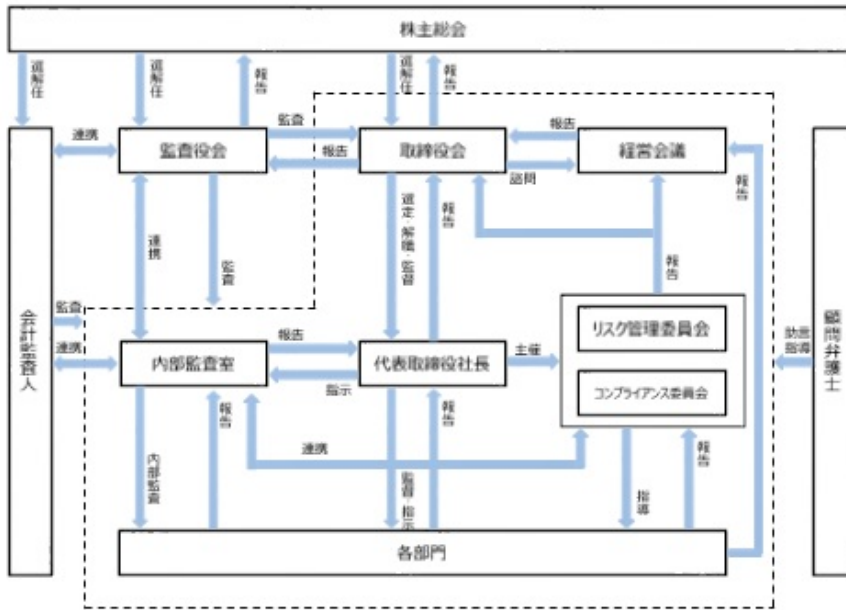 株主総会
選解任
選解任
報告
選解任
報告
連携
監査役会
監査
報告
取締役会
報告
諮問
経営会議
報告
連携
監査
選定・解職・監督
報告
報告
会計監査人
監査
連携
内部監査室
報告
指示
代表取締役社長
主催
リスク管理委員会
コンプライアンス委員会
助言
指導
顧問弁護士
内部監査
報告
連携
監督・指示
報告
指導
報告
各部門